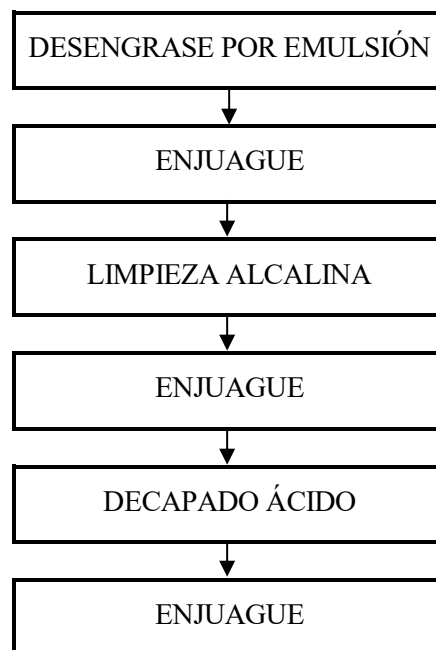 DESENGRASE POR EMULSIÓN
ENJUAGUE
LIMPIEZA ALCALINA
ENJUAGUE
DECAPADO ÁCIDO
ENJUAGUE